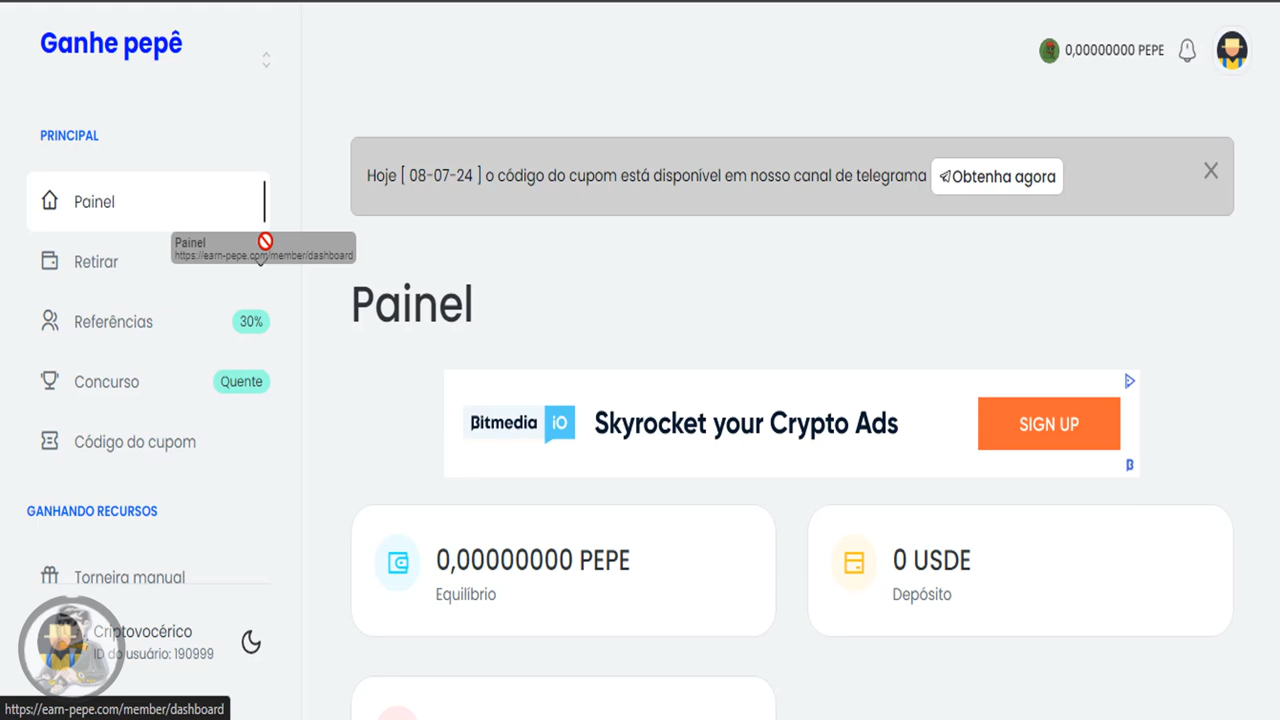 Ganhe pepê
0,00000000 PEPE
PRINCIPAL
Hoje [ 08-07-24 ] o código do cupom está disponível em nosso canal de telegrama Obtenha agora
Painel
Painel
https://earn-pepe.com/member/dashboard
Retirar
Referências 30%
Concurso Quente
Código do cupom
GANHANDO RECURSOS
Torneira manual
Criptovocérico
ID do usuário: 190999
https://earn-pepe.com/member/dashboard
Painel
Bitmedia iO Skyrocket your Crypto Ads SIGN UP
0,00000000 PEPE
Equilíbrio
0 USDE
Depósito